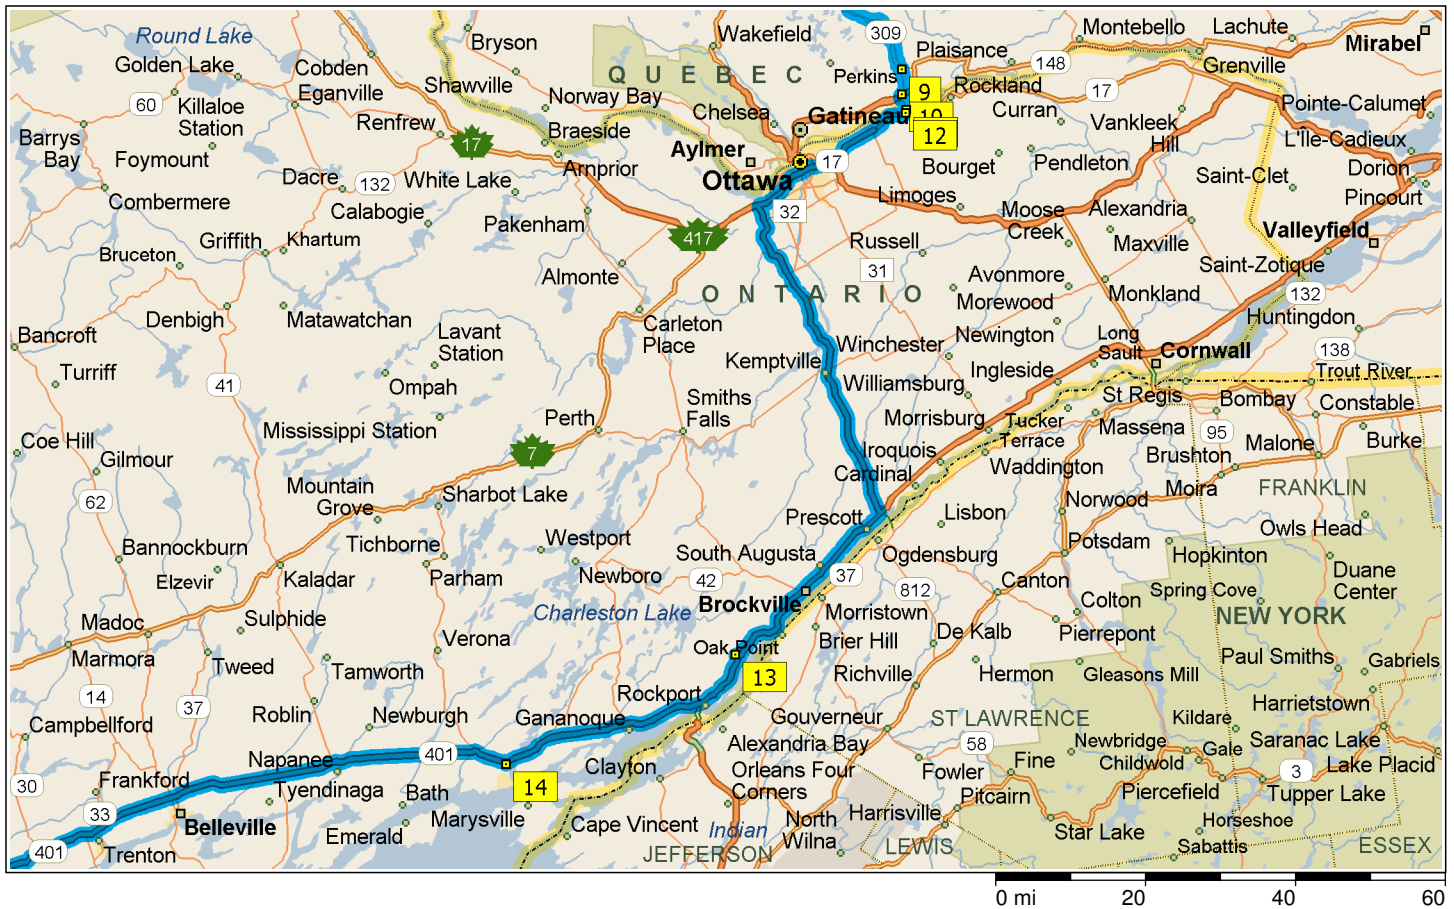 Round Lake
Golden Lake
60
Killaloe
Station
Cobden
Eganville
Bryson
Shawville
Wakefield
309
Plaisance
Montebello
Lachute
Mirabel
QUEBEC
Perkins
9
148
Rockland
Grenville
Norway Bay
Chelsea
Curran
17
Pointe-Calumet
Barrys
Bay
Foymount
Renfrew
17
Braeside
Arnprior
Gatineau
10
12
Vankleek
Hill
L'Île-Cadieux
Aylmer
17
Bourget
Pendleton
Dorion
Dacre
132
White Lake
Ottawa
Limoges
Saint-Clet
Pincourt
Combermere
Calabogie
Pakenham
32
Moose
Creek
Alexandria
Valleyfield
Griffith
Khartum
417
Russell
Maxville
Bruceton
Almonte
31
Avonmore
Saint-Zotique
ONTARIO
Morewood
Monkland
132
Denbigh
Matawatchan
Carleton
Place
Huntingdon
Bancroft
Lavant
Station
Winchester
Newington
Long
Sault
Cornwall
138
Turriff
41
Ompah
Kemptville
Ingleside
Trout River
Williamsburg
St Regis
Bombay
Constable
Smiths
Falls
Perth
Morrisburg
Tucker
Terrace
Massena
95
Malone
Burke
Mississippi Station
Coe Hill
Gilmour
7
Iroquois
Cardinal
Waddington
Brushton
Moira
FRANKLIN
62
Mountain
Grove
Sharbot Lake
Norwood
Prescott
Lisbon
Owls Head
Bannockburn
Tichborne
Westport
South Augusta
Ogdensburg
Potsdam
Hopkinton
Duane
Center
Elzevir
Kaladar
Parham
Newboro
42
37
812
Canton
Spring Cove
Charleston Lake
Brockville
Morristown
Colton
NEW YORK
Madoc
Sulphide
Verona
Oak Point
Brier Hill
De Kalb
Pierrepont
Marmora
Tweed
Tamworth
13
Richville
Hermon
Gleasons Mill
Paul Smiths
Gabriels
14
37
Roblin
Newburgh
Rockport
Gananoque
Gouverneur
ST LAWRENCE
Kildare
Harrietstown
Campbellford
401
Alexandria Bay
58
Newbridge
Childwold
Gale
Saranac Lake
Napanee
Clayton
Orleans Four
Corners
Fowler
Fine
Pitcairn
3
Lake Placid
30
Frankford
Tyendinaga
Bath
14
Piercefield
Tupper Lake
33
Belleville
Emerald
Marysville
Cape Vincent
Indian
North
Wilna
Harrisville
Star Lake
Horseshoe
401
Trenton
JEFFERSON
LEWIS
Sabattis
ESSEX
0 mi
20
40
60